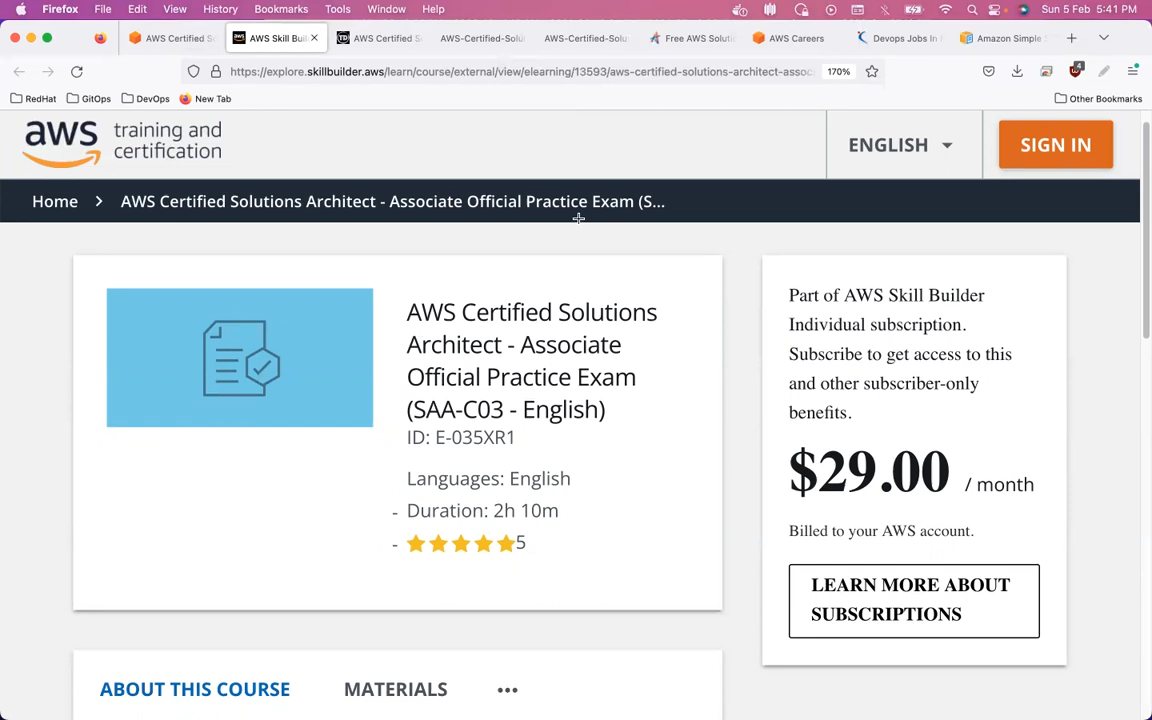 Firefox File Edit View History Bookmarks Tools Window Help Sun 5 Feb 5:41 PM
AWS Certified S AWS Skill Bui AWS Certified S AWS-Certified-Solu AWS-Certified-Solu Free AWS Soluti AWS Careers Devops Jobs In AMazon Simple S
https://explore.skillbuilder.aws/learn/course/external/view/elearning/13593/aws-certified-solutions-architect-assoc 170% 4
RedHat GitOps DevOps New Tab Other Bookmarks
aws training and
certification
ENGLISH
SIGN IN
Home > AWS Certified Solutions Architect - Associate Official Practice Exam (S...
AWS Certified Solutions
Architect - Associate
Official Practice Exam
(SAA-C03 - English)
ID: E-035XR1
Languages: English
- Duration: 2h 10m
- 5
Part of AWS Skill Builder
Individual subscription.
Subscribe to get access to this
and other subscriber-only
benefits.
$29.00 / month
Billed to your AWS account.
LEARN MORE ABOUT
SUBSCRIPTIONS
ABOUT THIS COURSE MATERIALS •••